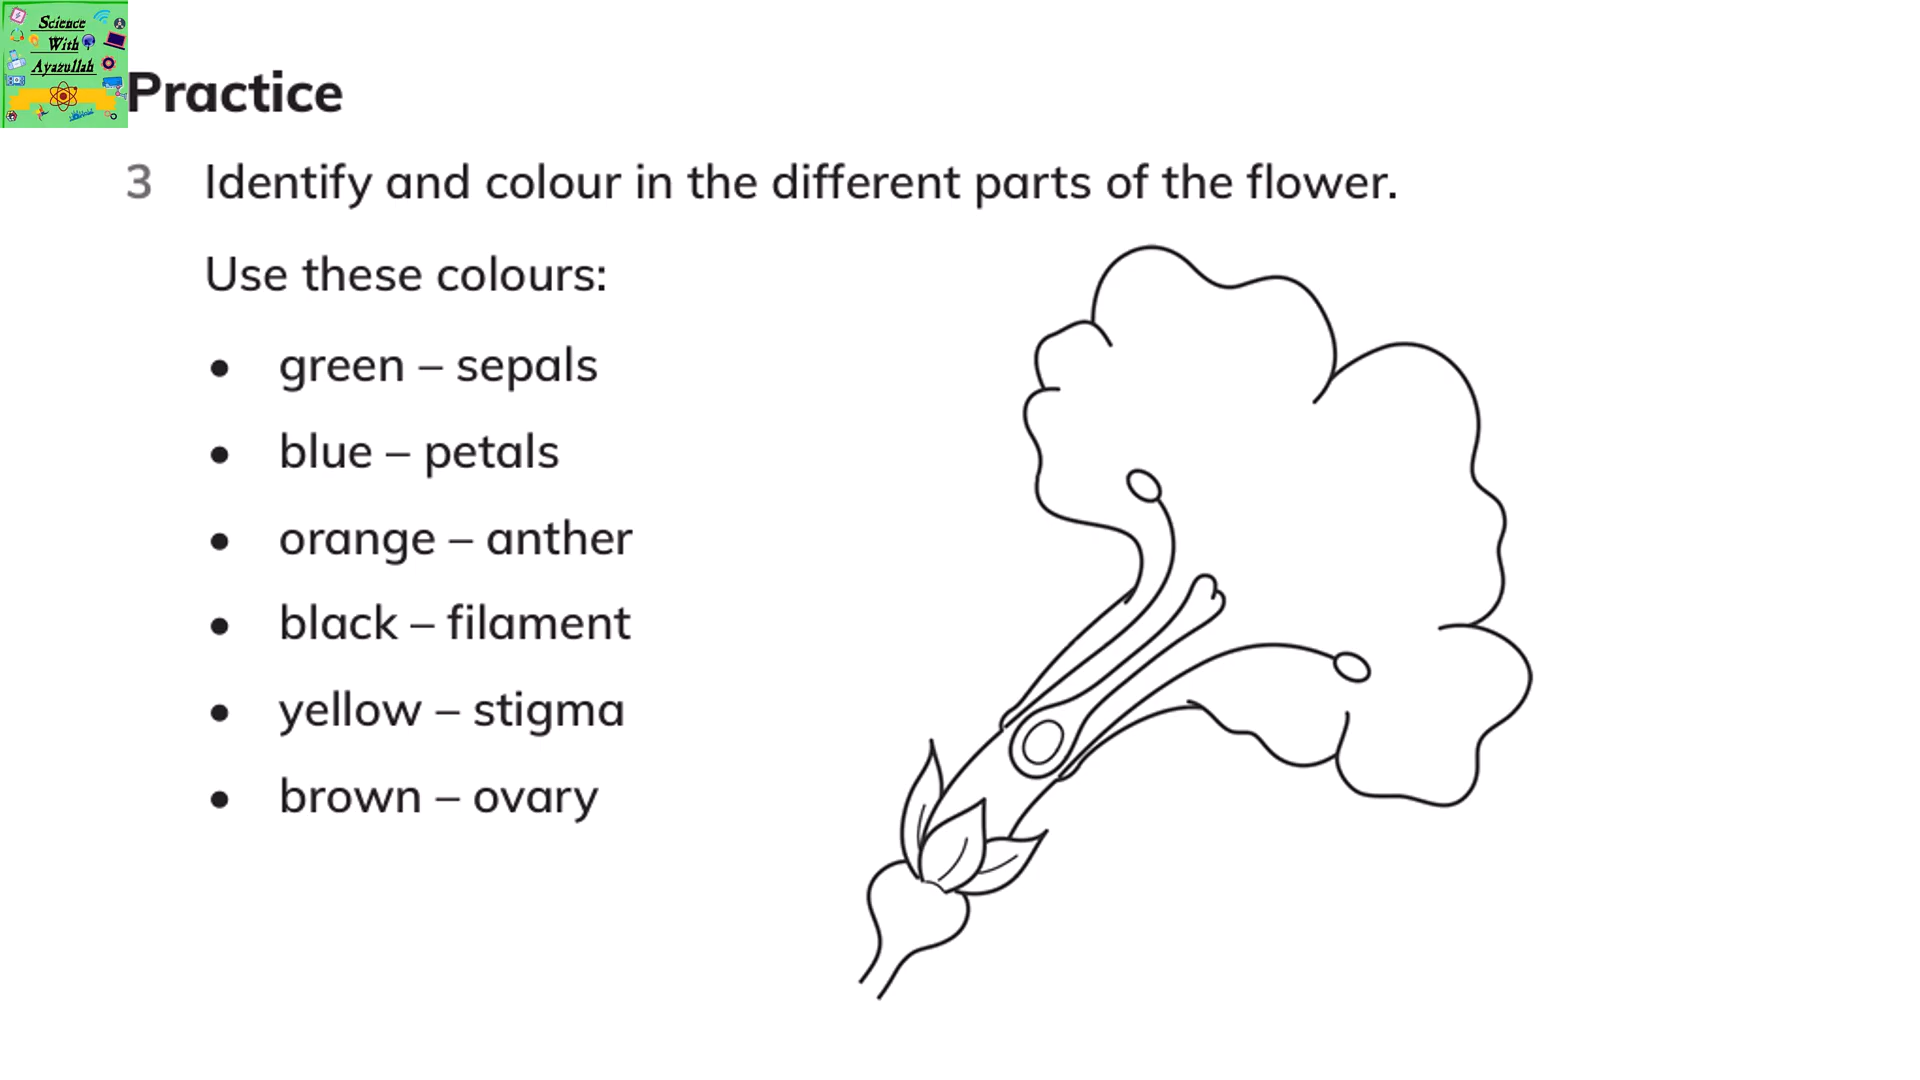 Science
With
Ayazullah
Practice
3 Identify and colour in the different parts of the flower.
Use these colours:
• green – sepals
• blue – petals
• orange – anther
• black – filament
• yellow – stigma
• brown – ovary